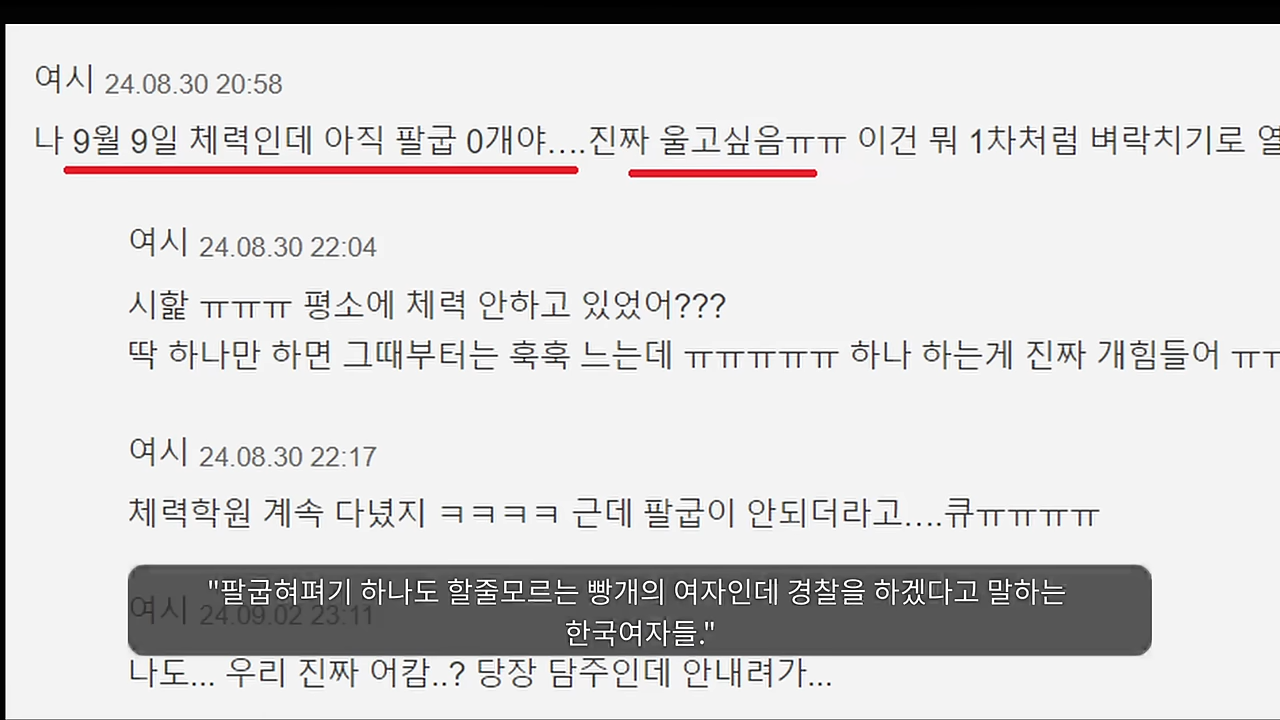 여시 24.08.30 20:58
나 9월 9일 체력인데 아직 팔굽 0개야....진짜 울고싶음ㅠㅠ 이건 뭐 1차처럼 벼락치기로 열
여시 24.08.30 22:04
시핥 ㅠㅠㅠ 평소에 체력 안하고 있었어???
딱 하나만 하면 그때부터는 훅훅 느는데 ㅠㅠㅠㅠㅠ 하나 하는게 진짜 개힘들어 ㅠㅠ
여시 24.08.30 22:17
체력학원 계속 다녔지 ㅋㅋㅋㅋ 근데 팔굽이 안되더라고....큐ㅠㅠㅠㅠ
여시 24.09.02 23:11
"팔굽혀펴기 하나도 할줄모르는 빵개의 여자인데 경찰을 하겠다고 말하는
한국여자들."
나도... 우리 진짜 어캄..? 당장 담주인데 안내려가...